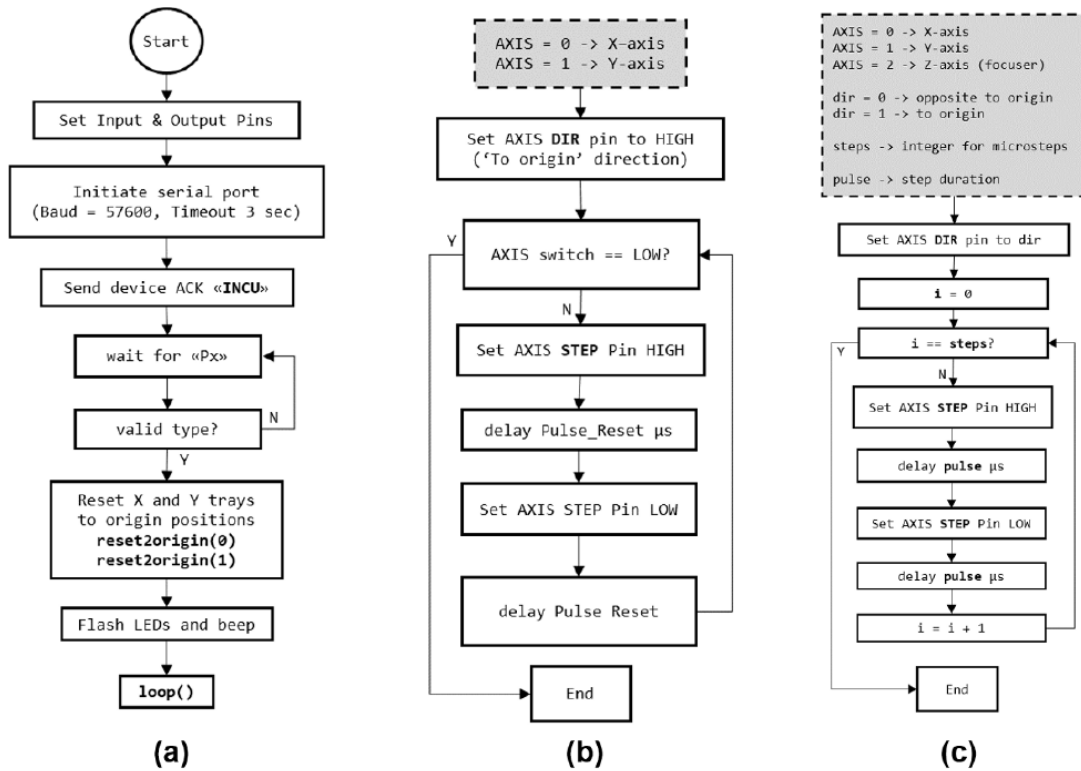 Start
Set Input & Output Pins
Initiate serial port
(Baud = 57600, Timeout 3 sec)
Send device ACK «INCU»
wait for «Px»
N
valid type?
Y
Reset X and Y trays
to origin positions
reset2origin(0)
reset2origin(1)
Flash LEDs and beep
loop()
(a)
AXIS = 0 -> X-axis
AXIS = 1 -> Y-axis
Set AXIS DIR pin to HIGH
(‘To origin’ direction)
Y
AXIS switch == LOW?
N
Set AXIS STEP Pin HIGH
delay Pulse_Reset µs
Set AXIS STEP Pin LOW
delay Pulse Reset
End
(b)
AXIS = 0 -> X-axis
AXIS = 1 -> Y-axis
AXIS = 2 -> Z-axis (focuser)
dir = 0 -> opposite to origin
dir = 1 -> to origin
steps -> integer for microsteps
pulse -> step duration
Set AXIS DIR pin to dir
i = 0
i == steps?
Y
N
Set AXIS STEP Pin HIGH
delay pulse µs
Set AXIS STEP Pin LOW
delay pulse µs
i = i + 1
End
(c)